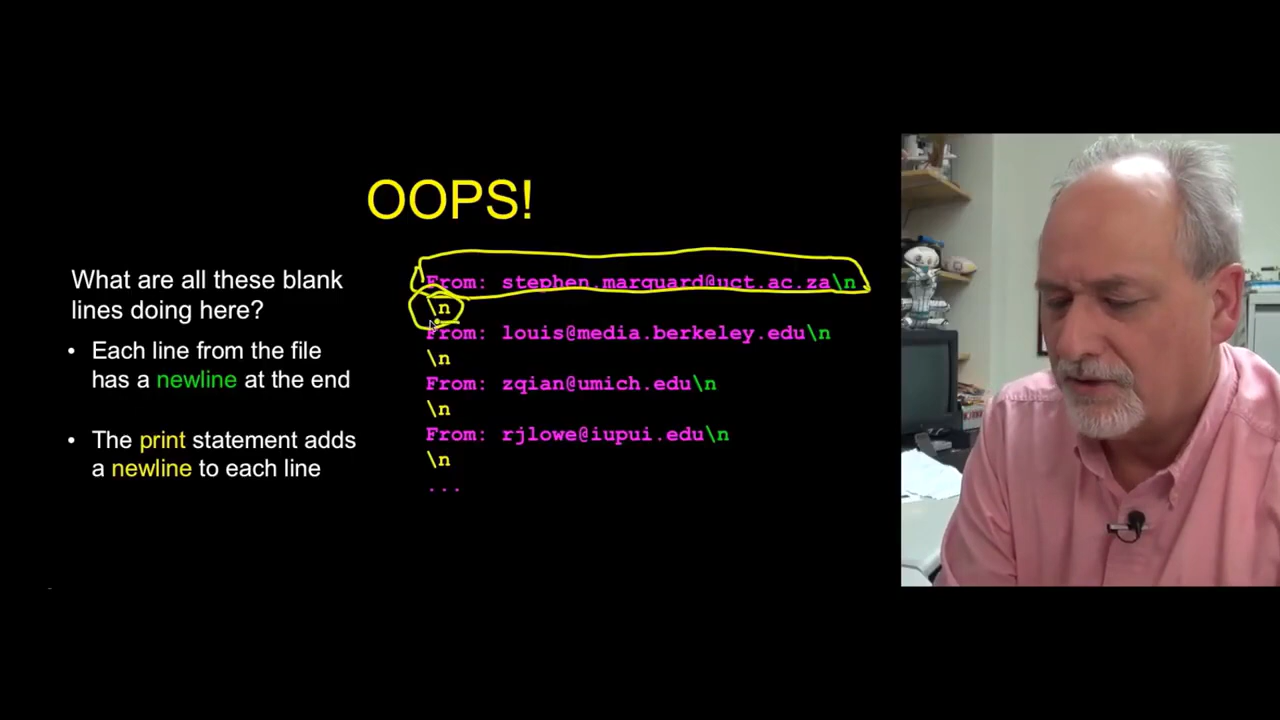 OOPS!
What are all these blank
lines doing here?
• Each line from the file
has a newline at the end
• The print statement adds
a newline to each line
From: stephen.marquard@uct.ac.za\n
\n
From: louis@media.berkeley.edu\n
\n
From: zqian@umich.edu\n
\n
From: rjlowe@iupui.edu\n
\n
...